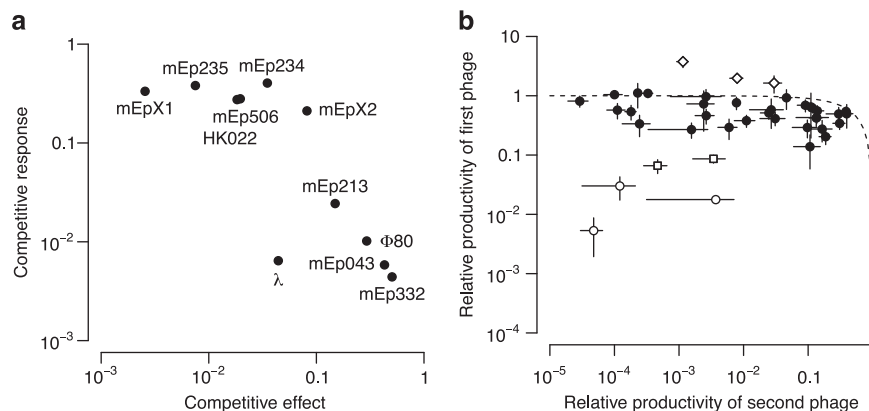 a
Competitive response
1
0.1
10⁻²
10⁻³
mEp235
mEp234
mEpX1
mEp506
HK022
mEpX2
mEp213
Φ80
mEp043
λ
mEp332
10⁻³
10⁻²
0.1
1
Competitive effect
b
Relative productivity of first phage
10
1
0.1
10⁻²
10⁻³
10⁻⁴
10⁻⁵
10⁻⁴
10⁻³
10⁻²
0.1
Relative productivity of second phage